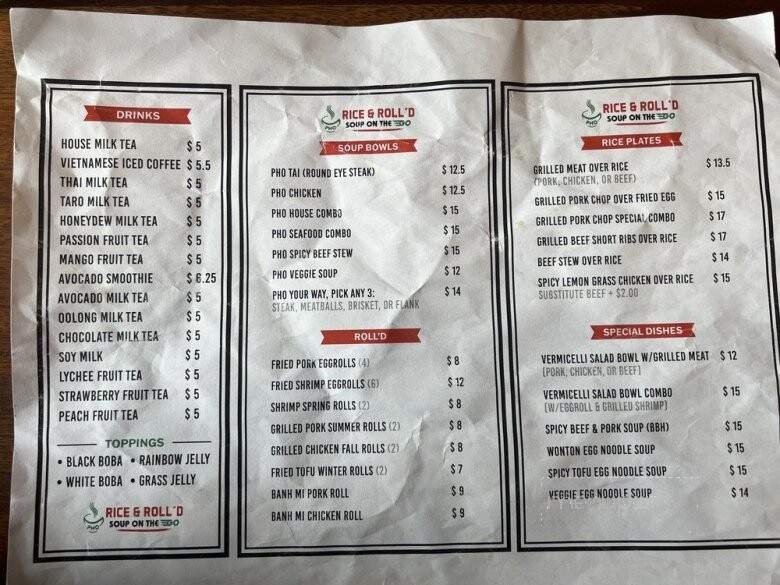 DRINKS
HOUSE MILK TEA $ 5
VIETNAMESE ICED COFFEE $ 5.5
THAI MILK TEA $ 5
TARO MILK TEA $ 5
HONEYDEW MILK TEA $ 5
PASSION FRUIT TEA $ 5
MANGO FRUIT TEA $ 5
AVOCADO SMOOTHIE $ 6.25
AVOCADO MILK TEA $ 5
OOLONG MILK TEA $ 5
CHOCOLATE MILK TEA $ 5
SOY MILK $ 5
LYCHEE FRUIT TEA $ 5
STRAWBERRY FRUIT TEA $ 5
PEACH FRUIT TEA $ 5
TOPPINGS
• BLACK BOBA • RAINBOW JELLY
• WHITE BOBA • GRASS JELLY
PHO RICE & ROLL'D
SOUP ON THE GO
PHO RICE & ROLL'D
SOUP ON THE GO
SOUP BOWLS
PHO TAI (ROUND EYE STEAK) $ 12.5
PHO CHICKEN $ 12.5
PHO HOUSE COMBO $ 15
PHO SEAFOOD COMBO $ 15
PHO SPICY BEEF STEW $ 15
PHO VEGGIE SOUP $ 12
PHO YOUR WAY, PICK ANY 3: $ 14
STEAK, MEATBALLS, BRISKET, OR FLANK
ROLL'D
FRIED PORK EGGROLLS (4) $ 8
FRIED SHRIMP EGGROLLS (6) $ 12
SHRIMP SPRING ROLLS (2) $ 8
GRILLED PORK SUMMER ROLLS (2) $ 8
GRILLED CHICKEN FALL ROLLS (2) $ 8
FRIED TOFU WINTER ROLLS (2) $ 7
BANH MI PORK ROLL $ 9
BANH MI CHICKEN ROLL $ 9
PHO RICE & ROLL'D
SOUP ON THE GO
RICE PLATES
GRILLED MEAT OVER RICE $ 13.5
(PORK, CHICKEN, OR BEEF)
GRILLED PORK CHOP OVER FRIED EGG $ 15
GRILLED PORK CHOP SPECIAL COMBO $ 17
GRILLED BEEF SHORT RIBS OVER RICE $ 17
BEEF STEW OVER RICE $ 14
SPICY LEMON GRASS CHICKEN OVER RICE $ 15
SUBSTITUTE BEEF + $2.00
SPECIAL DISHES
VERMICELLI SALAD BOWL W/GRILLED MEAT $ 12
[PORK, CHICKEN, OR BEEF]
VERMICELLI SALAD BOWL COMBO $ 15
[W/EGGROLL & GRILLED SHRIMP]
SPICY BEEF & PORK SOUP (BBH) $ 15
WONTON EGG NOODLE SOUP $ 15
SPICY TOFU EGG NOODLE SOUP $ 15
VEGGIE EGG NOODLE SOUP $ 14